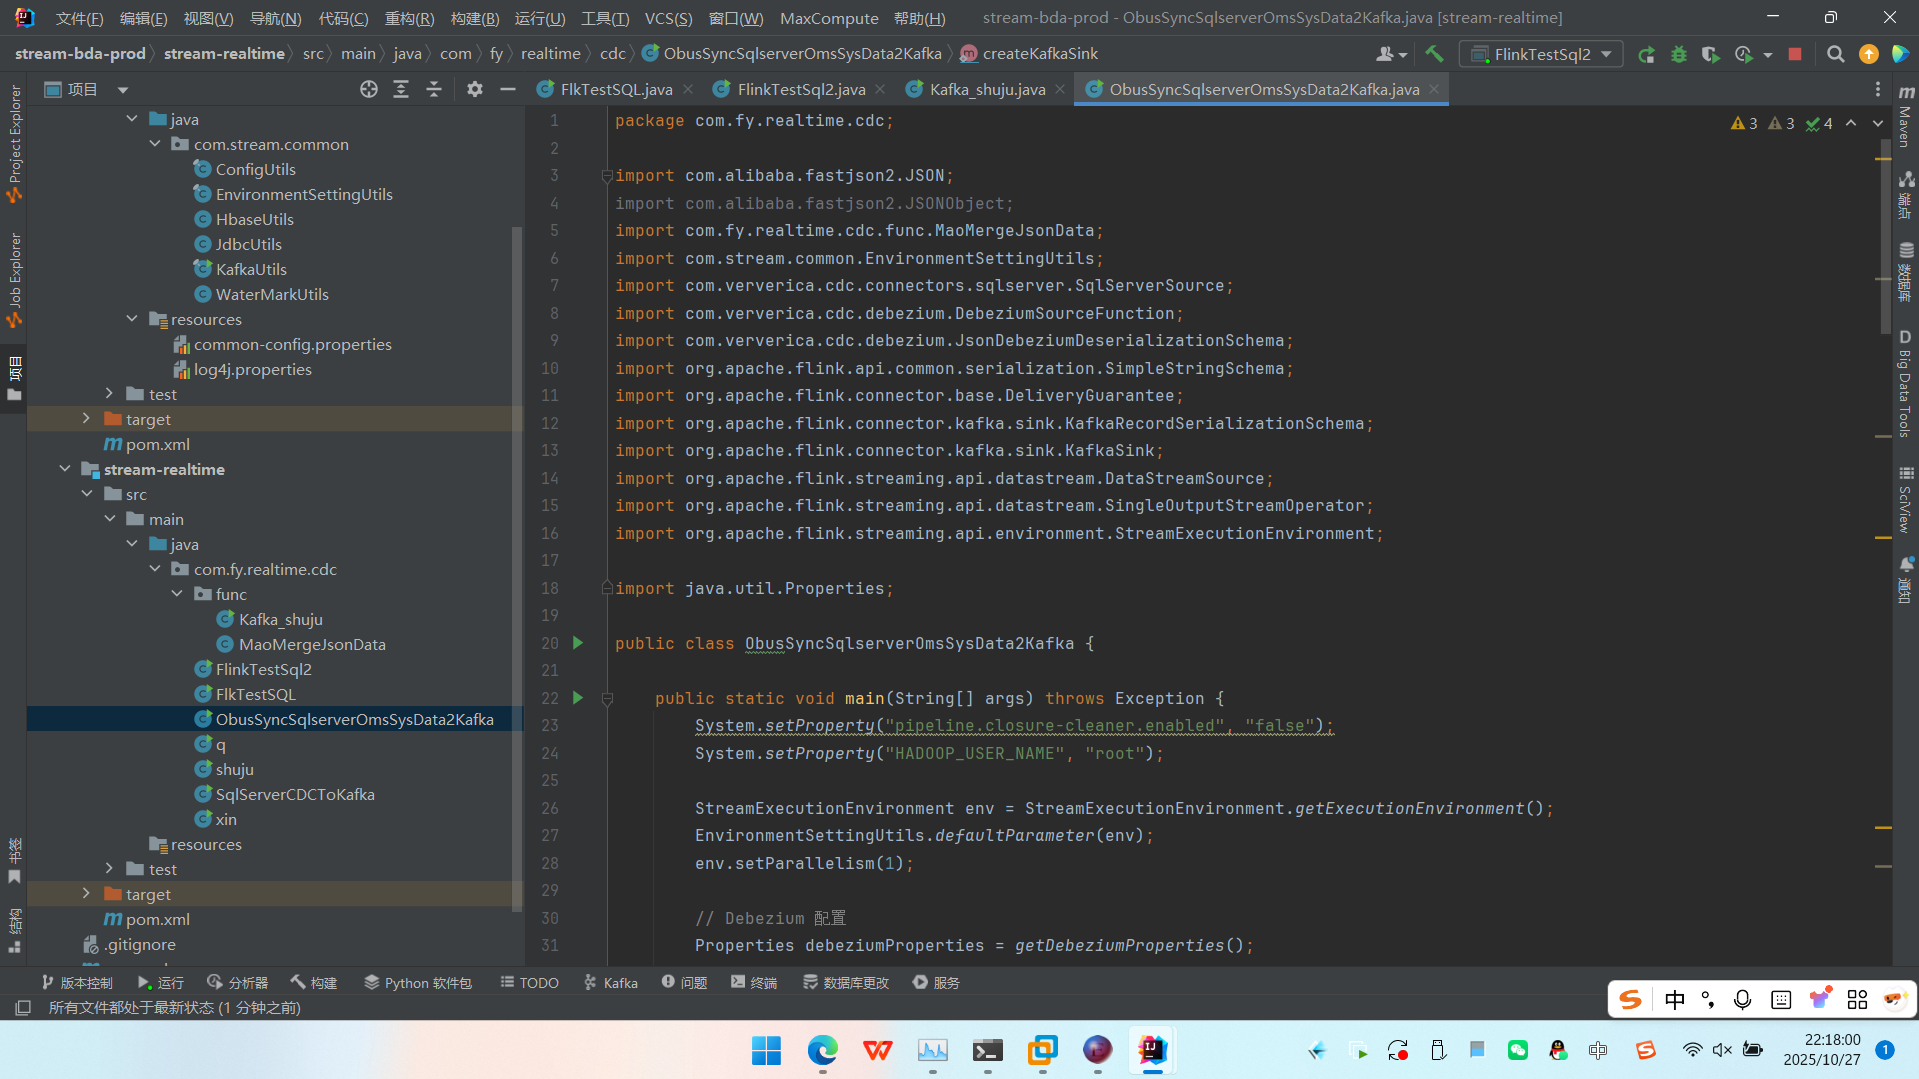 文件(F) 编辑(E) 视图(V) 导航(N) 代码(C) 重构(R) 构建(B) 运行(U) 工具(T) VCS(S) 窗口(W) MaxCompute 帮助(H) stream-bda-prod - ObusSyncSqlserverOmsSysData2Kafka.java [stream-realtime]
stream-bda-prod stream-realtime src main java com fy realtime cdc ObusSyncSqlserverOmsSysData2Kafka createKafkaSink FlinkTestSql2
项目 FlkTestSQL.java FlinkTestSql2.java Kafka_shuju.java ObusSyncSqlserverOmsSysData2Kafka.java
Project Explorer
Job Explorer
项目
书签
结构
java
com.stream.common
ConfigUtils
EnvironmentSettingUtils
HbaseUtils
JdbcUtils
KafkaUtils
WaterMarkUtils
resources
common-config.properties
log4j.properties
test
target
pom.xml
stream-realtime
src
main
java
com.fy.realtime.cdc
func
Kafka_shuju
MaoMergeJsonData
FlinkTestSql2
FlkTestSQL
ObusSyncSqlserverOmsSysData2Kafka
q
shuju
SqlServerCDCToKafka
xin
resources
test
target
pom.xml
.gitignore
3 3 4
1 package com.fy.realtime.cdc;
2
3 import com.alibaba.fastjson2.JSON;
4 import com.alibaba.fastjson2.JSONObject;
5 import com.fy.realtime.cdc.func.MaoMergeJsonData;
6 import com.stream.common.EnvironmentSettingUtils;
7 import com.ververica.cdc.connectors.sqlserver.SqlServerSource;
8 import com.ververica.cdc.debezium.DebeziumSourceFunction;
9 import com.ververica.cdc.debezium.JsonDebeziumDeserializationSchema;
10 import org.apache.flink.api.common.serialization.SimpleStringSchema;
11 import org.apache.flink.connector.base.DeliveryGuarantee;
12 import org.apache.flink.connector.kafka.sink.KafkaRecordSerializationSchema;
13 import org.apache.flink.connector.kafka.sink.KafkaSink;
14 import org.apache.flink.streaming.api.datastream.DataStreamSource;
15 import org.apache.flink.streaming.api.datastream.SingleOutputStreamOperator;
16 import org.apache.flink.streaming.api.environment.StreamExecutionEnvironment;
17
18 import java.util.Properties;
19
20 public class ObusSyncSqlserverOmsSysData2Kafka {
21
22 public static void main(String[] args) throws Exception {
23 System.setProperty("pipeline.closure-cleaner.enabled", "false");
24 System.setProperty("HADOOP_USER_NAME", "root");
25
26 StreamExecutionEnvironment env = StreamExecutionEnvironment.getExecutionEnvironment();
27 EnvironmentSettingUtils.defaultParameter(env);
28 env.setParallelism(1);
29
30 // Debezium 配置
31 Properties debeziumProperties = getDebeziumProperties();
Maven
端点
数据库
Big Data Tools
SciView
通知
版本控制 运行 分析器 构建 Python 软件包 TODO Kafka 问题 终端 数据库更改 服务
所有文件都处于最新状态 (1 分钟之前)
中
22:18:00
2025/10/27
1